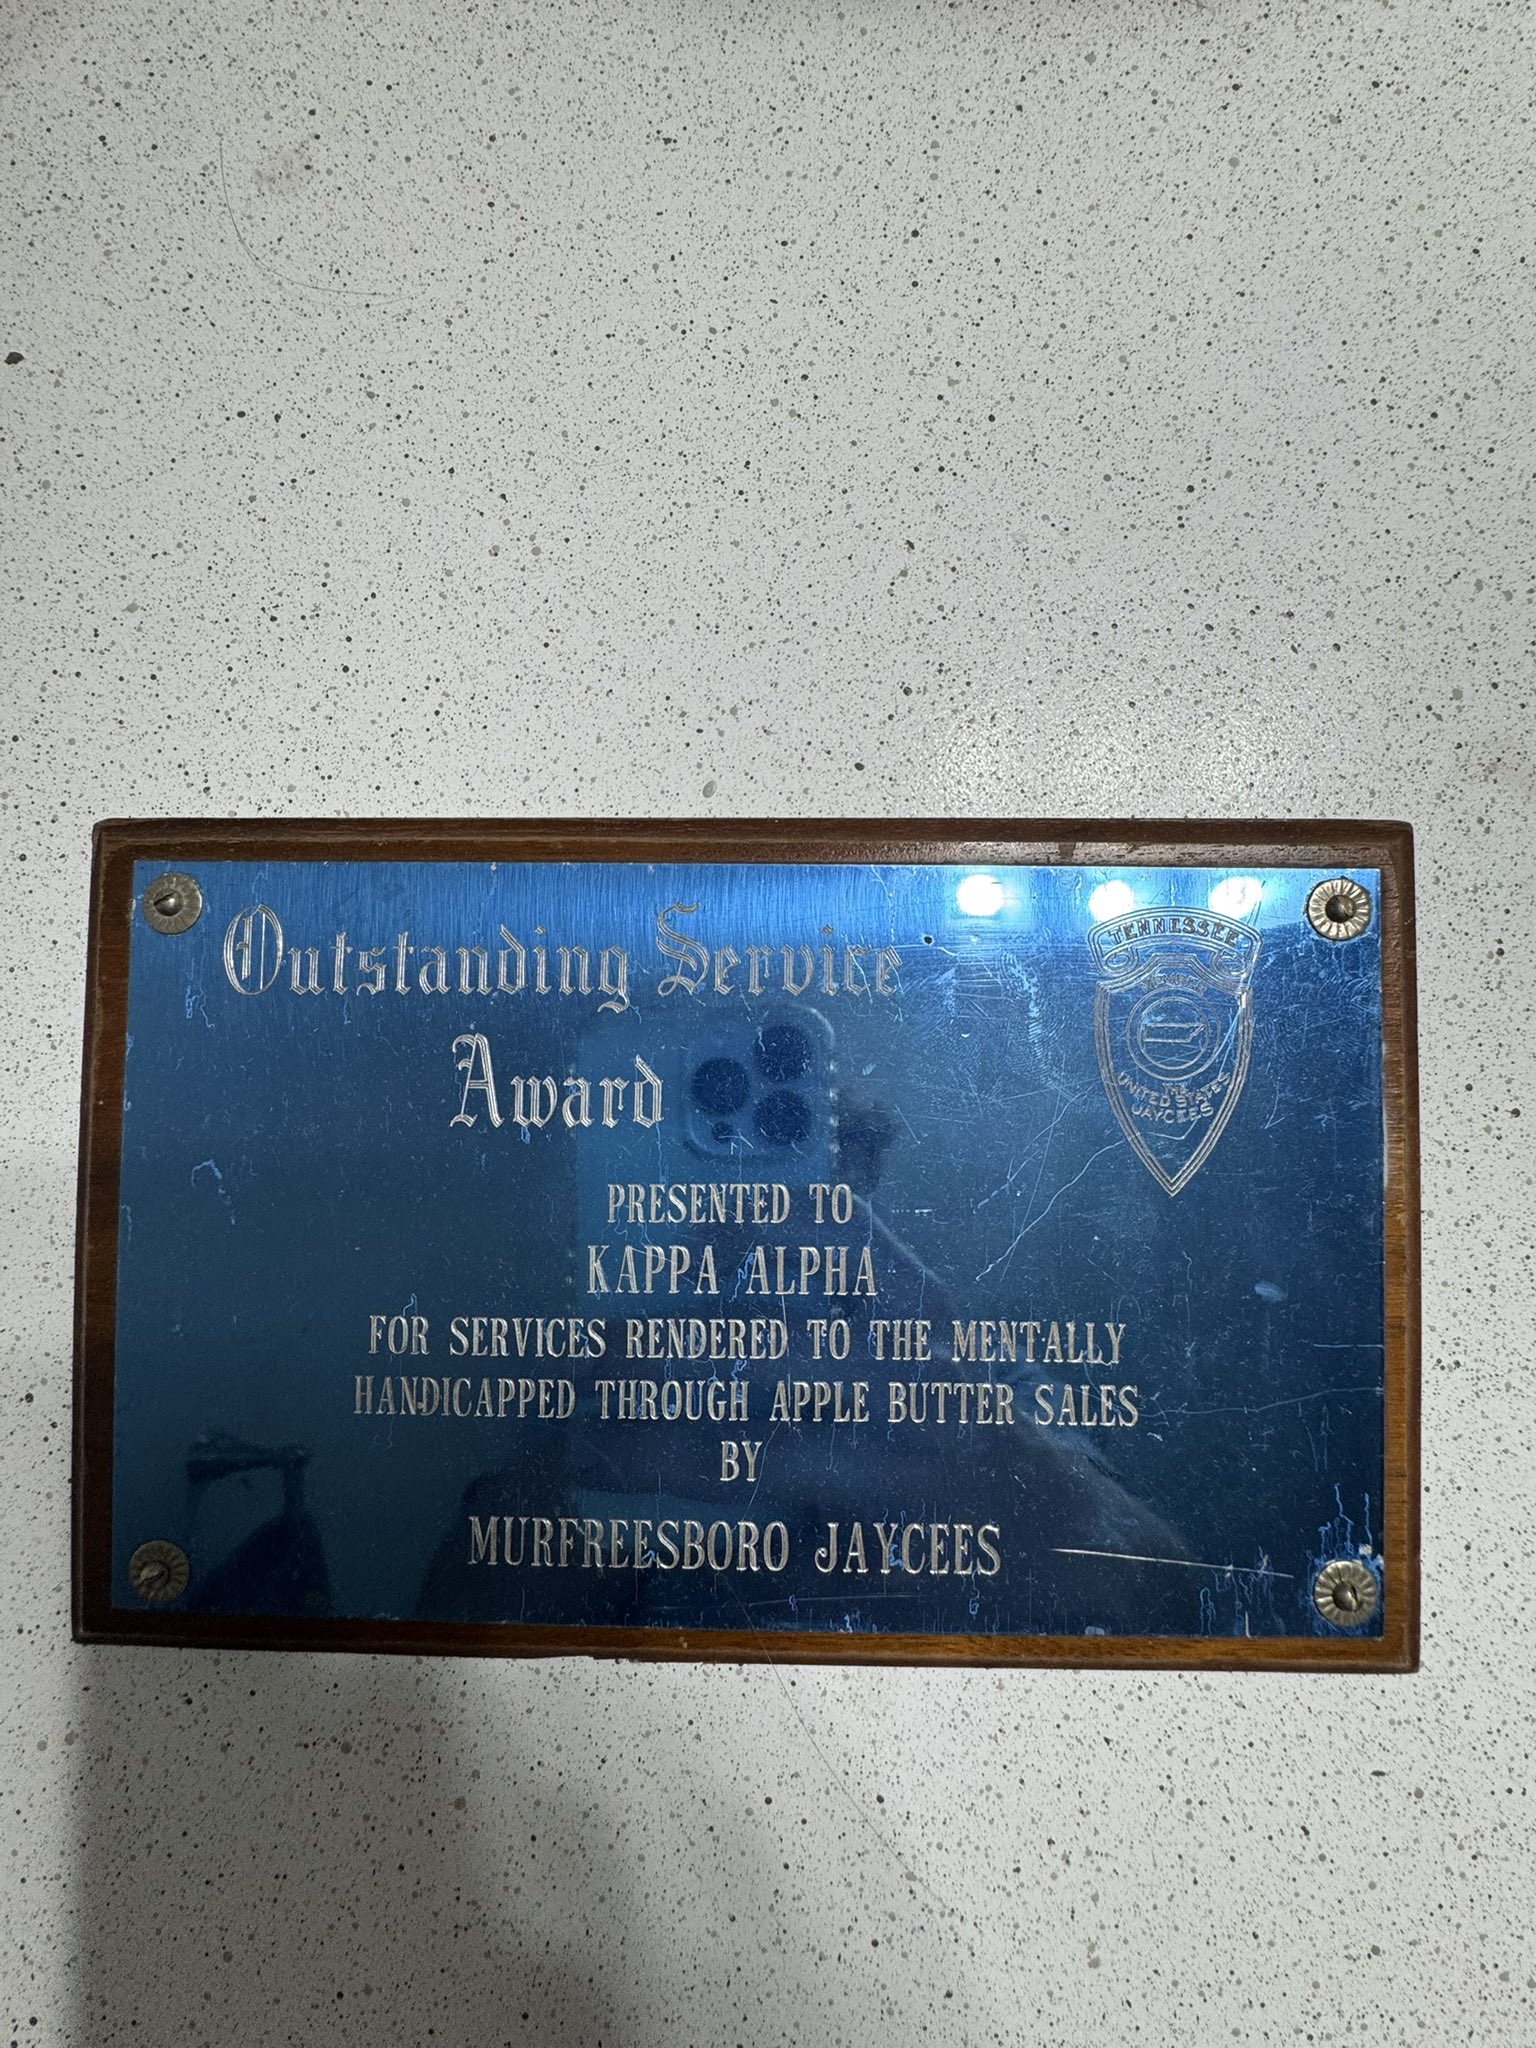 Outstanding Service
Award
TENNESSEE
THE
UNITED STATES
JAYCEES
PRESENTED TO
KAPPA ALPHA
FOR SERVICES RENDERED TO THE MENTALLY
HANDICAPPED THROUGH APPLE BUTTER SALES
BY
MURFREESBORO JAYCEES